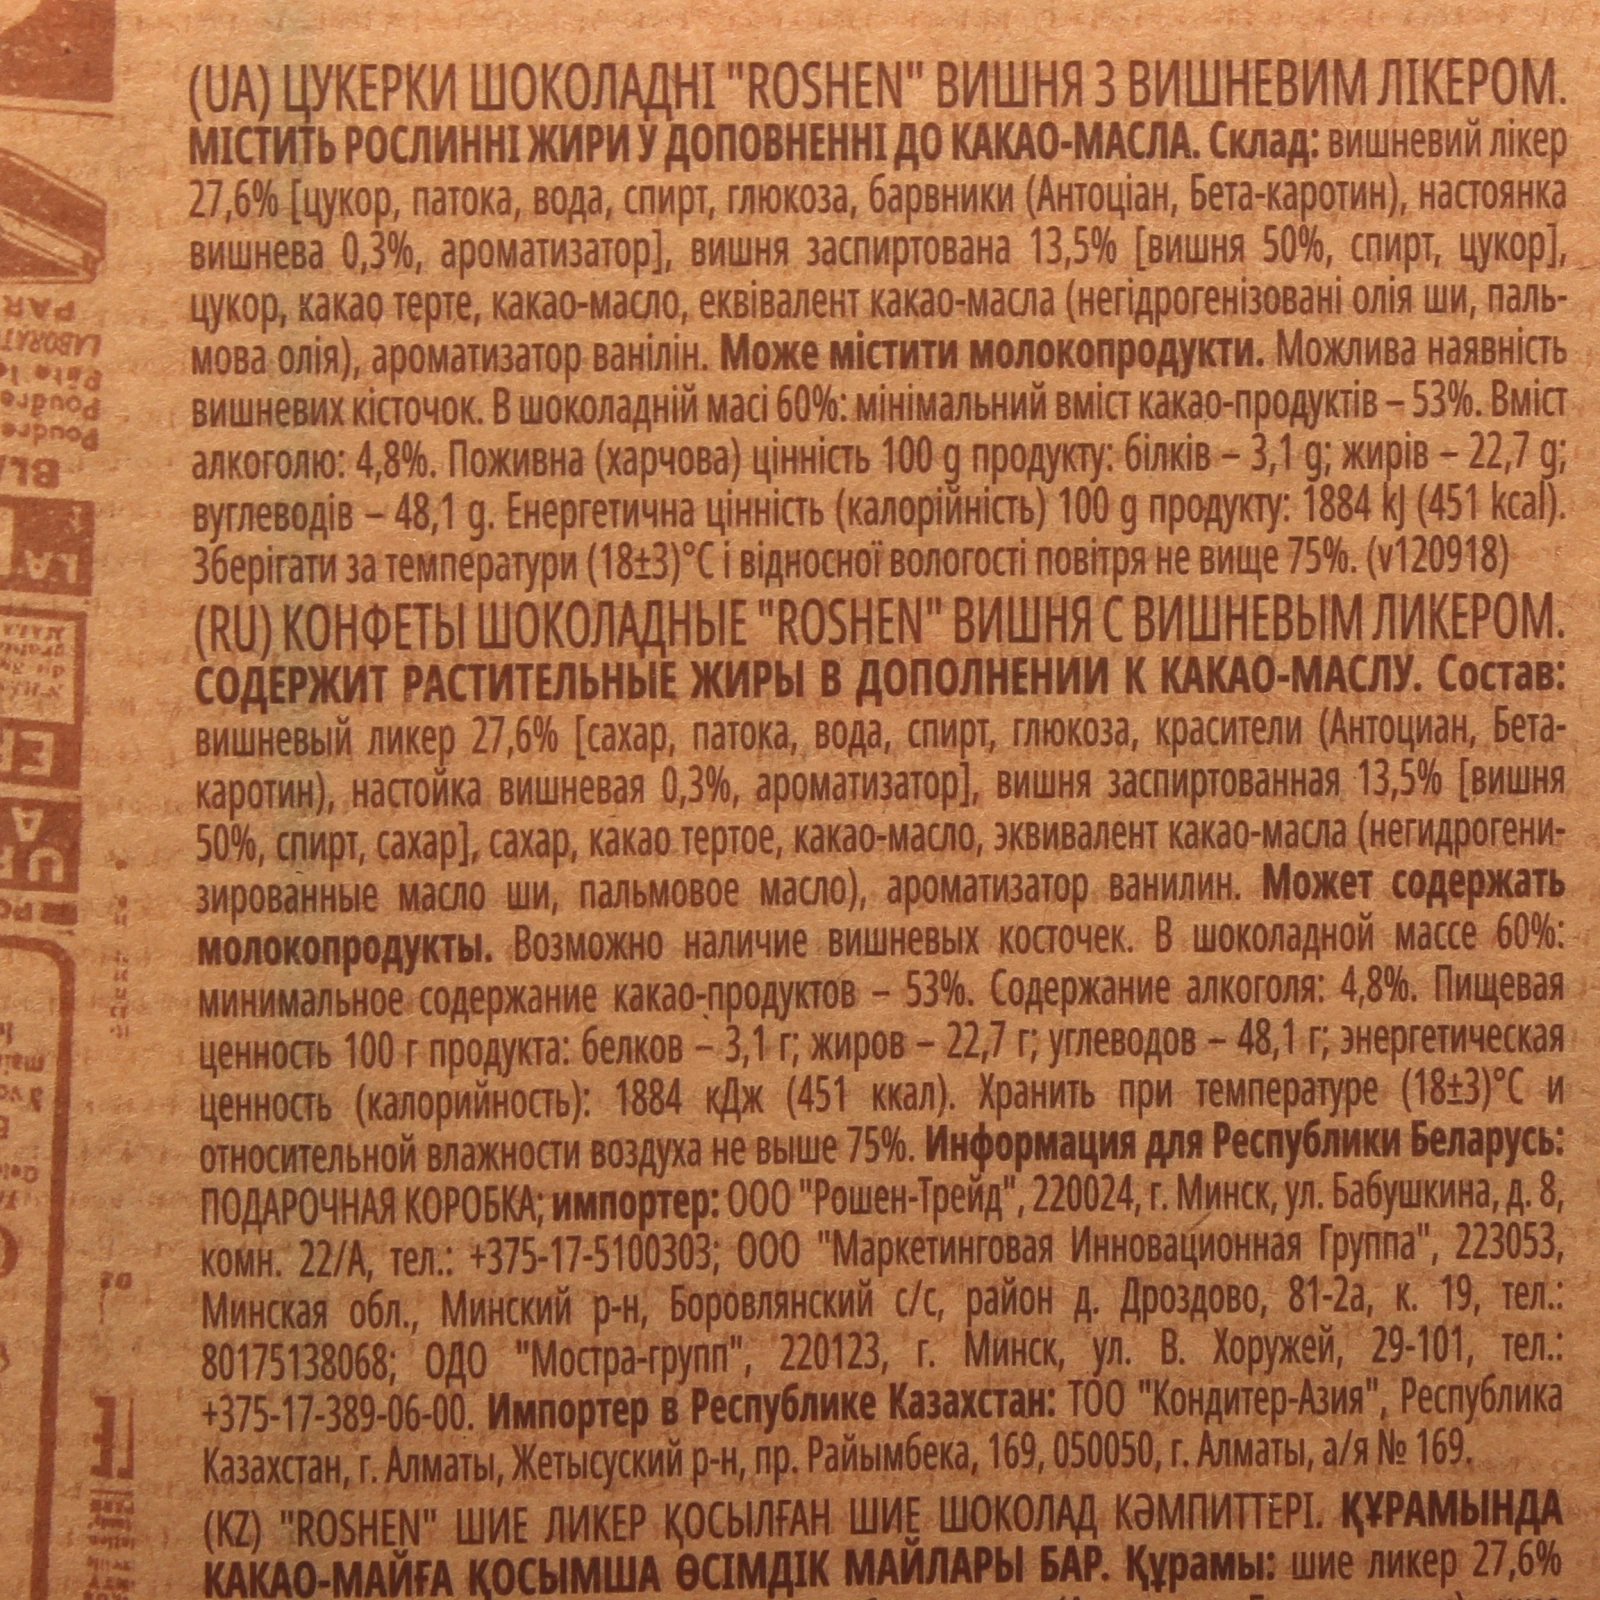 (UA) ЦУКЕРКИ ШОКОЛАДНІ "ROSHEN" ВИШНЯ З ВИШНЕВИМ ЛІКЕРОМ.
МІСТИТЬ РОСЛИННІ ЖИРИ У ДОПОВНЕННІ ДО КАКАО-МАСЛА. Склад: вишневий лікер
27,6% [цукор, патока, вода, спирт, глюкоза, барвники (Антоціан, Бета-каротин), настоянка
вишнева 0,3%, ароматизатор], вишня заспиртована 13,5% [вишня 50%, спирт, цукор],
цукор, какао терте, какао-масло, еквівалент какао-масла (негідрогенізовані олія ши, паль-
мова олія), ароматизатор ванілін. Може містити молокопродукти. Можлива наявність
вишневих кісточок. В шоколадній масі 60%: мінімальний вміст какао-продуктів – 53%. Вміст
алкоголю: 4,8%. Поживна (харчова) цінність 100 g продукту: білків – 3,1 g; жирів – 22,7 g;
вуглеводів – 48,1 g. Енергетична цінність (калорійність) 100 g продукту: 1884 kJ (451 kcal).
Зберігати за температури (18±3)°C і відносної вологості повітря не вище 75%. (v120918)
(RU) КОНФЕТЫ ШОКОЛАДНЫЕ "ROSHEN" ВИШНЯ С ВИШНЕВЫМ ЛИКЕРОМ.
СОДЕРЖИТ РАСТИТЕЛЬНЫЕ ЖИРЫ В ДОПОЛНЕНИИ К КАКАО-МАСЛУ. Состав:
вишневый ликер 27,6% [сахар, патока, вода, спирт, глюкоза, красители (Антоциан, Бета-
каротин), настойка вишневая 0,3%, ароматизатор], вишня заспиртованная 13,5% [вишня
50%, спирт, сахар], сахар, какао тертое, какао-масло, эквивалент какао-масла (негидрогени-
зированные масло ши, пальмовое масло), ароматизатор ванилин. Может содержать
молокопродукты. Возможно наличие вишневых косточек. В шоколадной массе 60%:
минимальное содержание какао-продуктов – 53%. Содержание алкоголя: 4,8%. Пищевая
ценность 100 г продукта: белков – 3,1 г; жиров – 22,7 г; углеводов – 48,1 г; энергетическая
ценность (калорийность): 1884 кДж (451 ккал). Хранить при температуре (18±3)°C и
относительной влажности воздуха не выше 75%. Информация для Республики Беларусь:
ПОДАРОЧНАЯ КОРОБКА; импортер: ООО "Рошен-Трейд", 220024, г. Минск, ул. Бабушкина, д. 8,
комн. 22/А, тел.: +375-17-5100303; ООО "Маркетинговая Инновационная Группа", 223053,
Минская обл., Минский р-н, Боровлянский с/с, район д. Дроздово, 81-2а, к. 19, тел.:
80175138068; ОДО "Мостра-групп", 220123, г. Минск, ул. В. Хоружей, 29-101, тел.:
+375-17-389-06-00. Импортер в Республике Казахстан: ТОО "Кондитер-Азия", Республика
Казахстан, г. Алматы, Жетысуский р-н, пр. Райымбека, 169, 050050, г. Алматы, а/я № 169.
(KZ) "ROSHEN" ШИЕ ЛИКЕР ҚОСЫЛҒАН ШИЕ ШОКОЛАД КӘМПИТТЕРІ. ҚҰРАМЫНДА
КАКАО-МАЙҒА ҚОСЫМША ӨСІМДІК МАЙЛАРЫ БАР. Құрамы: шие ликер 27,6%